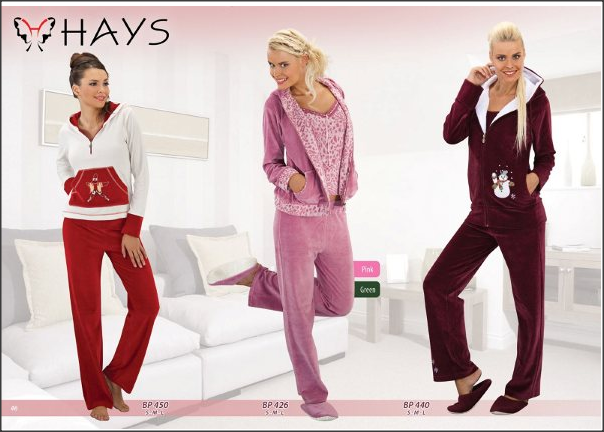 HAYS
Pink
Green
BP 450
S-M-L
BP 426
S-M-L
BP 440
S-M-L